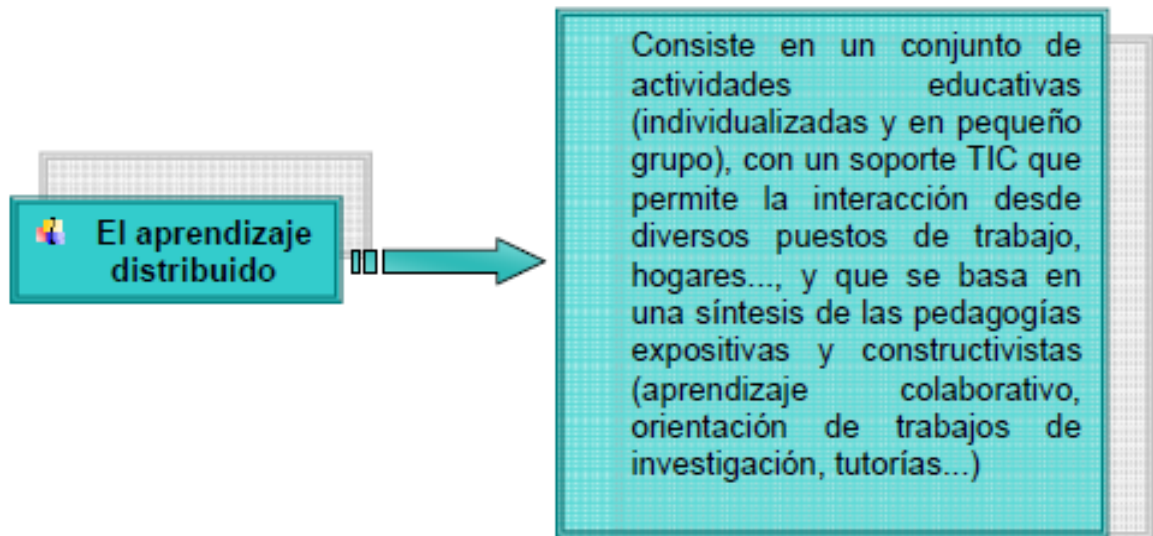 El aprendizaje
distribuido
Consiste en un conjunto de
actividades educativas
(individualizadas y en pequeño
grupo), con un soporte TIC que
permite la interacción desde
diversos puestos de trabajo,
hogares..., y que se basa en
una síntesis de las pedagogías
expositivas y constructivistas
(aprendizaje colaborativo,
orientación de trabajos de
investigación, tutorías...)